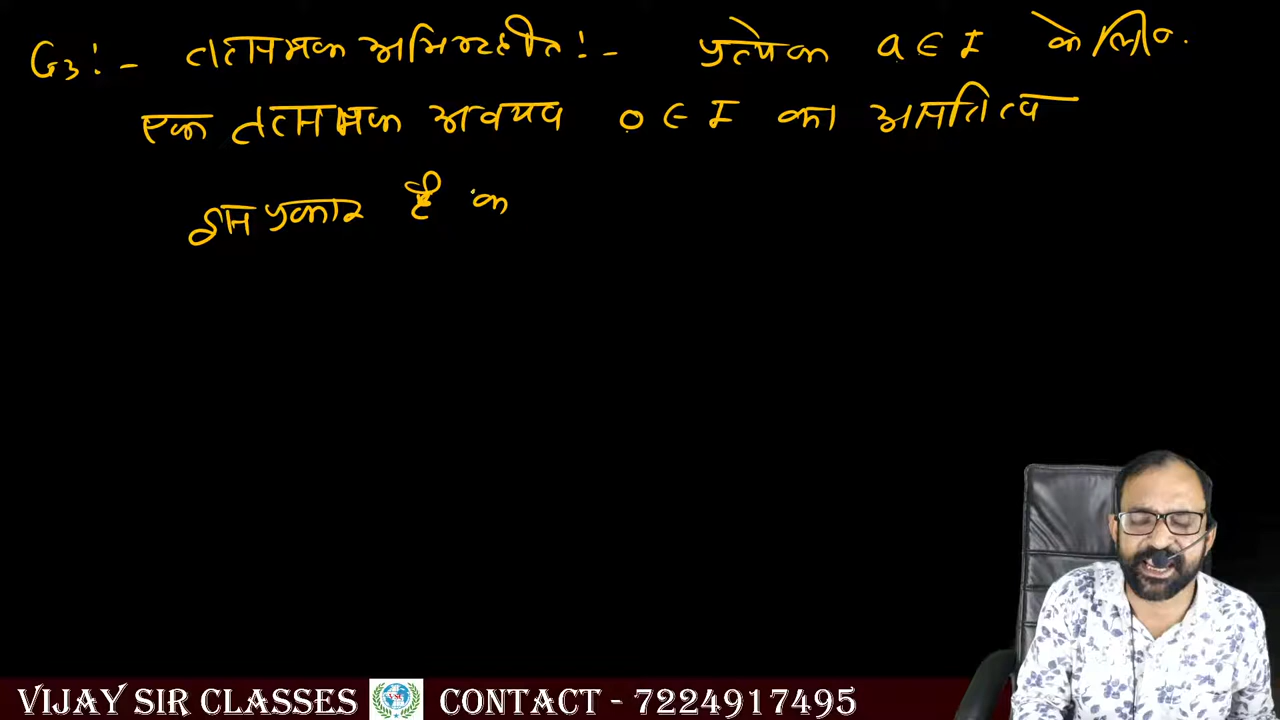 G3:- तत्समक अभिगृहीत:- प्रत्येक a ∈ I के लिए
एक तत्समक अवयव 0 ∈ I का अस्तित्व
इस प्रकार है क
VIJAY SIR CLASSES CONTACT - 7224917495